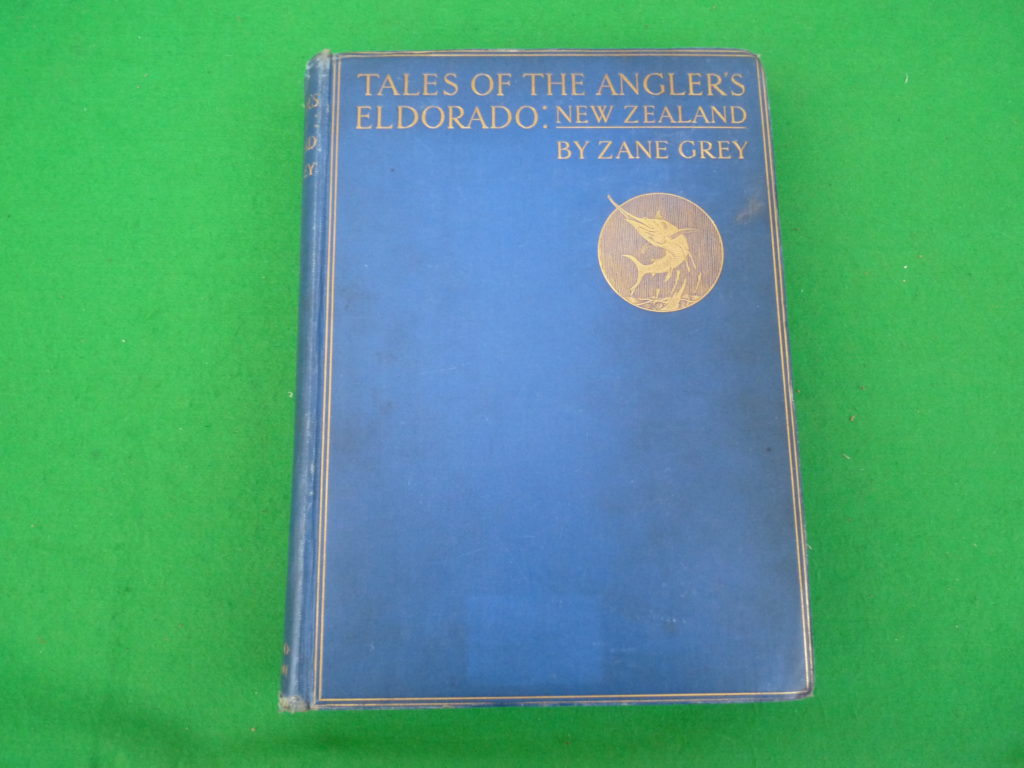 TALES OF THE ANGLER'S
ELDORADO: NEW ZEALAND
BY ZANE GREY